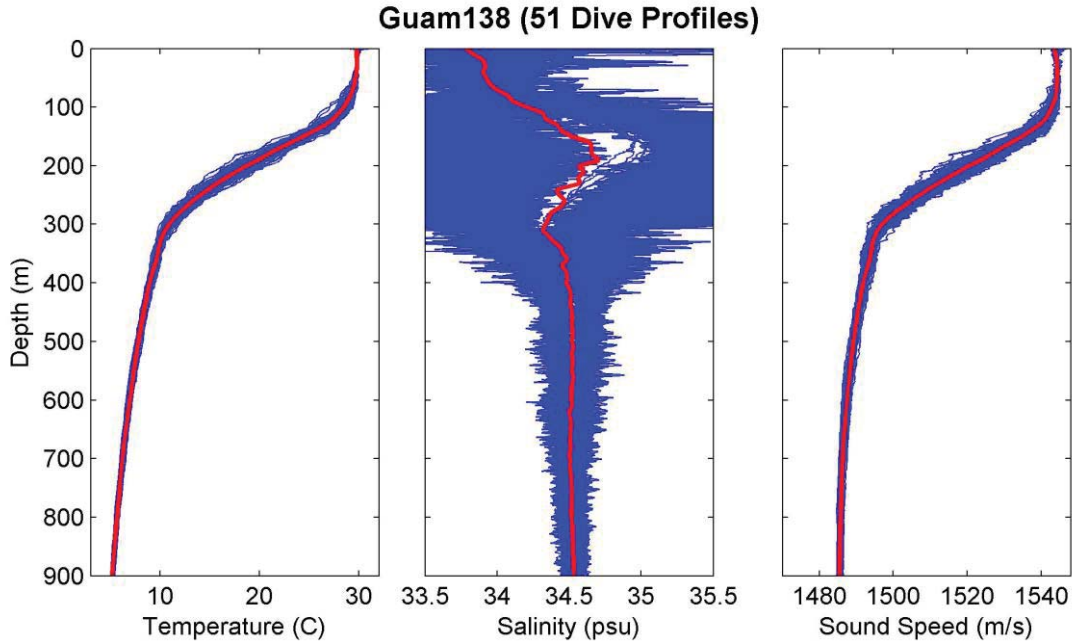 Guam138 (51 Dive Profiles)
Depth (m)
0
100
200
300
400
500
600
700
800
900
10 20 30
Temperature (C)
33.5 34 34.5 35 35.5
Salinity (psu)
1480 1500 1520 1540
Sound Speed (m/s)